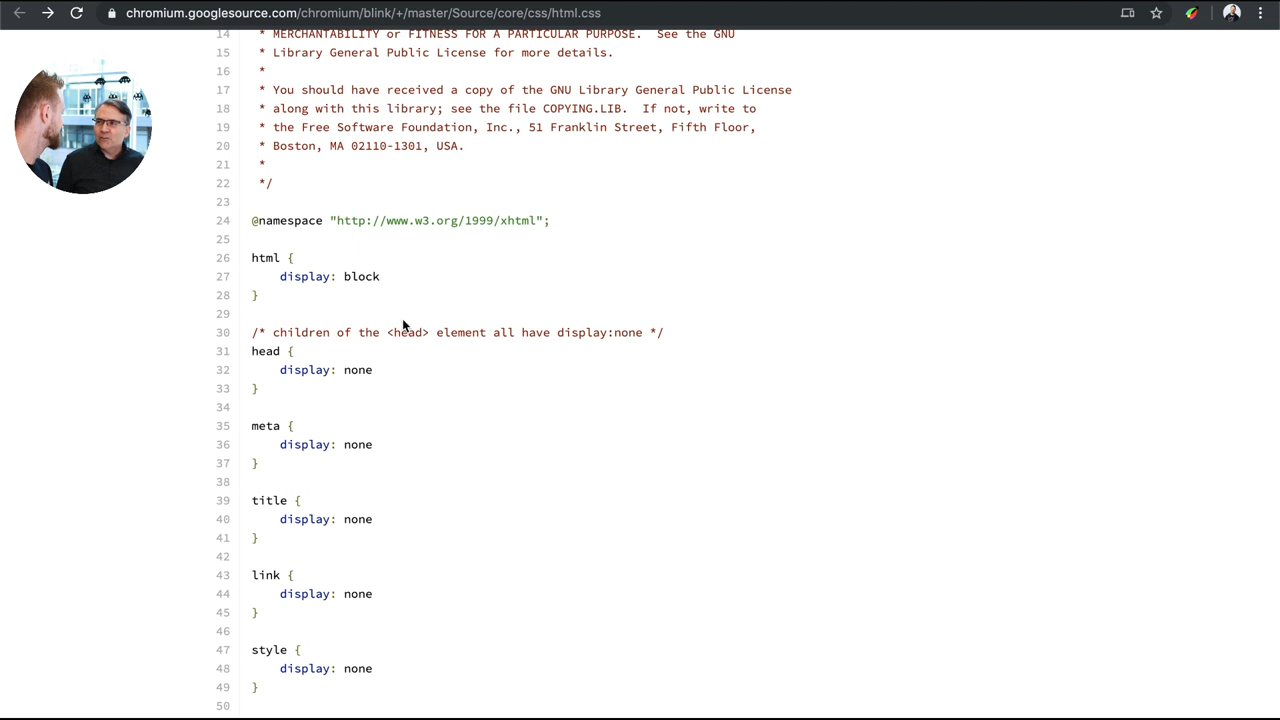 chromium.googlesource.com/chromium/blink/+/master/Source/core/css/html.css
14 * MERCHANTABILITY or FITNESS FOR A PARTICULAR PURPOSE.  See the GNU
15 * Library General Public License for more details.
16 *
17 * You should have received a copy of the GNU Library General Public License
18 * along with this library; see the file COPYING.LIB.  If not, write to
19 * the Free Software Foundation, Inc., 51 Franklin Street, Fifth Floor,
20 * Boston, MA 02110-1301, USA.
21 *
22 */
23
24 @namespace "http://www.w3.org/1999/xhtml";
25
26 html {
27     display: block
28 }
29
30 /* children of the <head> element all have display:none */
31 head {
32     display: none
33 }
34
35 meta {
36     display: none
37 }
38
39 title {
40     display: none
41 }
42
43 link {
44     display: none
45 }
46
47 style {
48     display: none
49 }
50